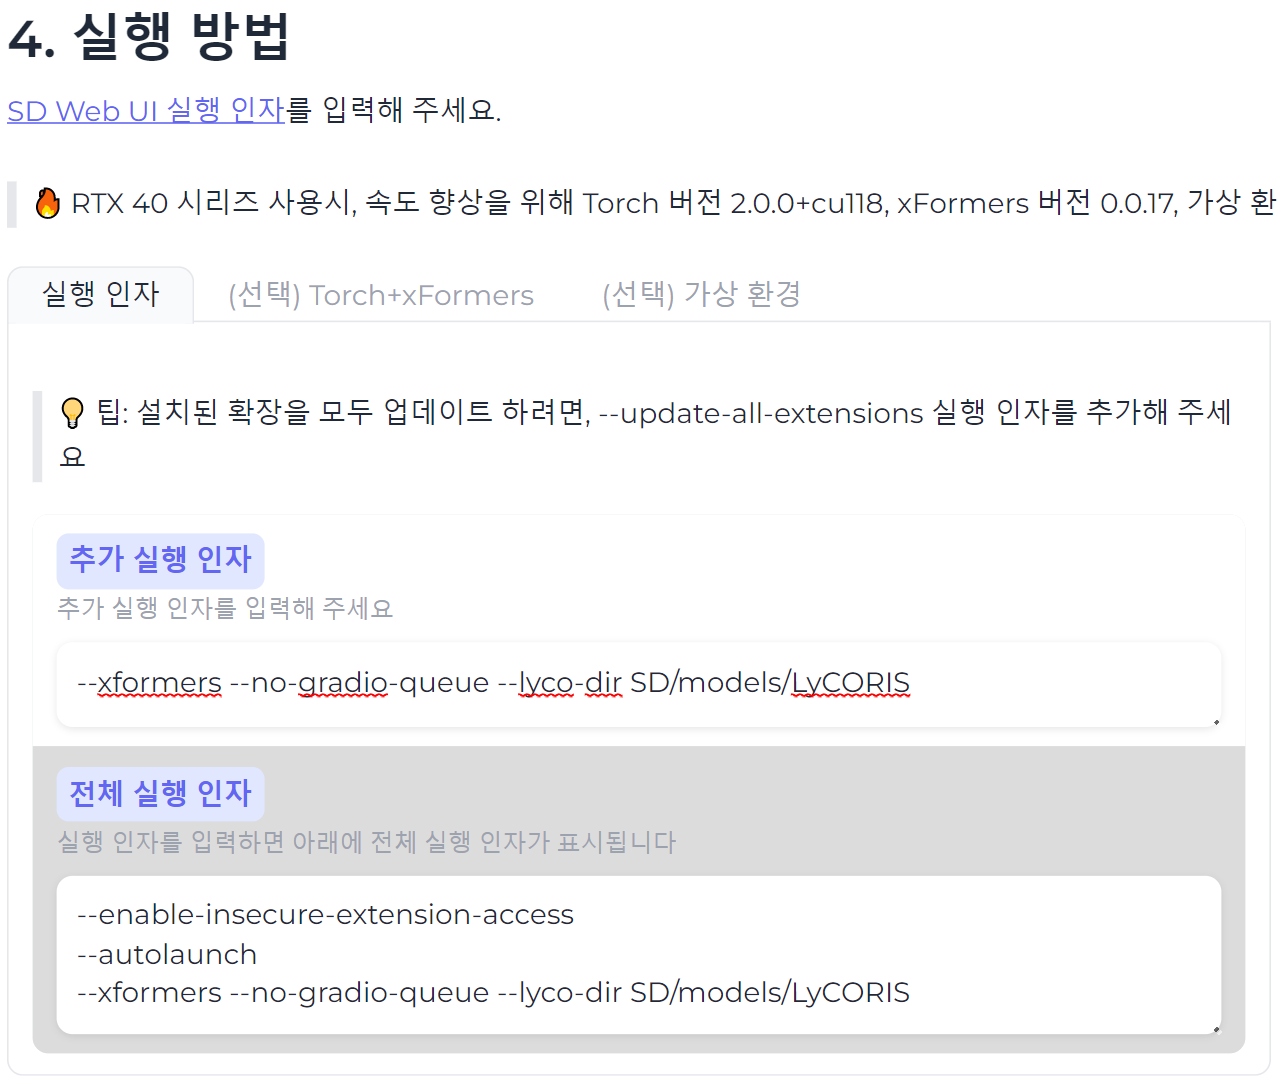 4. 실행 방법
SD Web UI 실행 인자를 입력해 주세요.
🔥 RTX 40 시리즈 사용시, 속도 향상을 위해 Torch 버전 2.0.0+cu118, xFormers 버전 0.0.17, 가상 환
실행 인자
(선택) Torch+xFormers
(선택) 가상 환경
💡 팁: 설치된 확장을 모두 업데이트 하려면, --update-all-extensions 실행 인자를 추가해 주세
요
추가 실행 인자
추가 실행 인자를 입력해 주세요
--xformers --no-gradio-queue --lyco-dir SD/models/LyCORIS
전체 실행 인자
실행 인자를 입력하면 아래에 전체 실행 인자가 표시됩니다
--enable-insecure-extension-access
--autolaunch
--xformers --no-gradio-queue --lyco-dir SD/models/LyCORIS